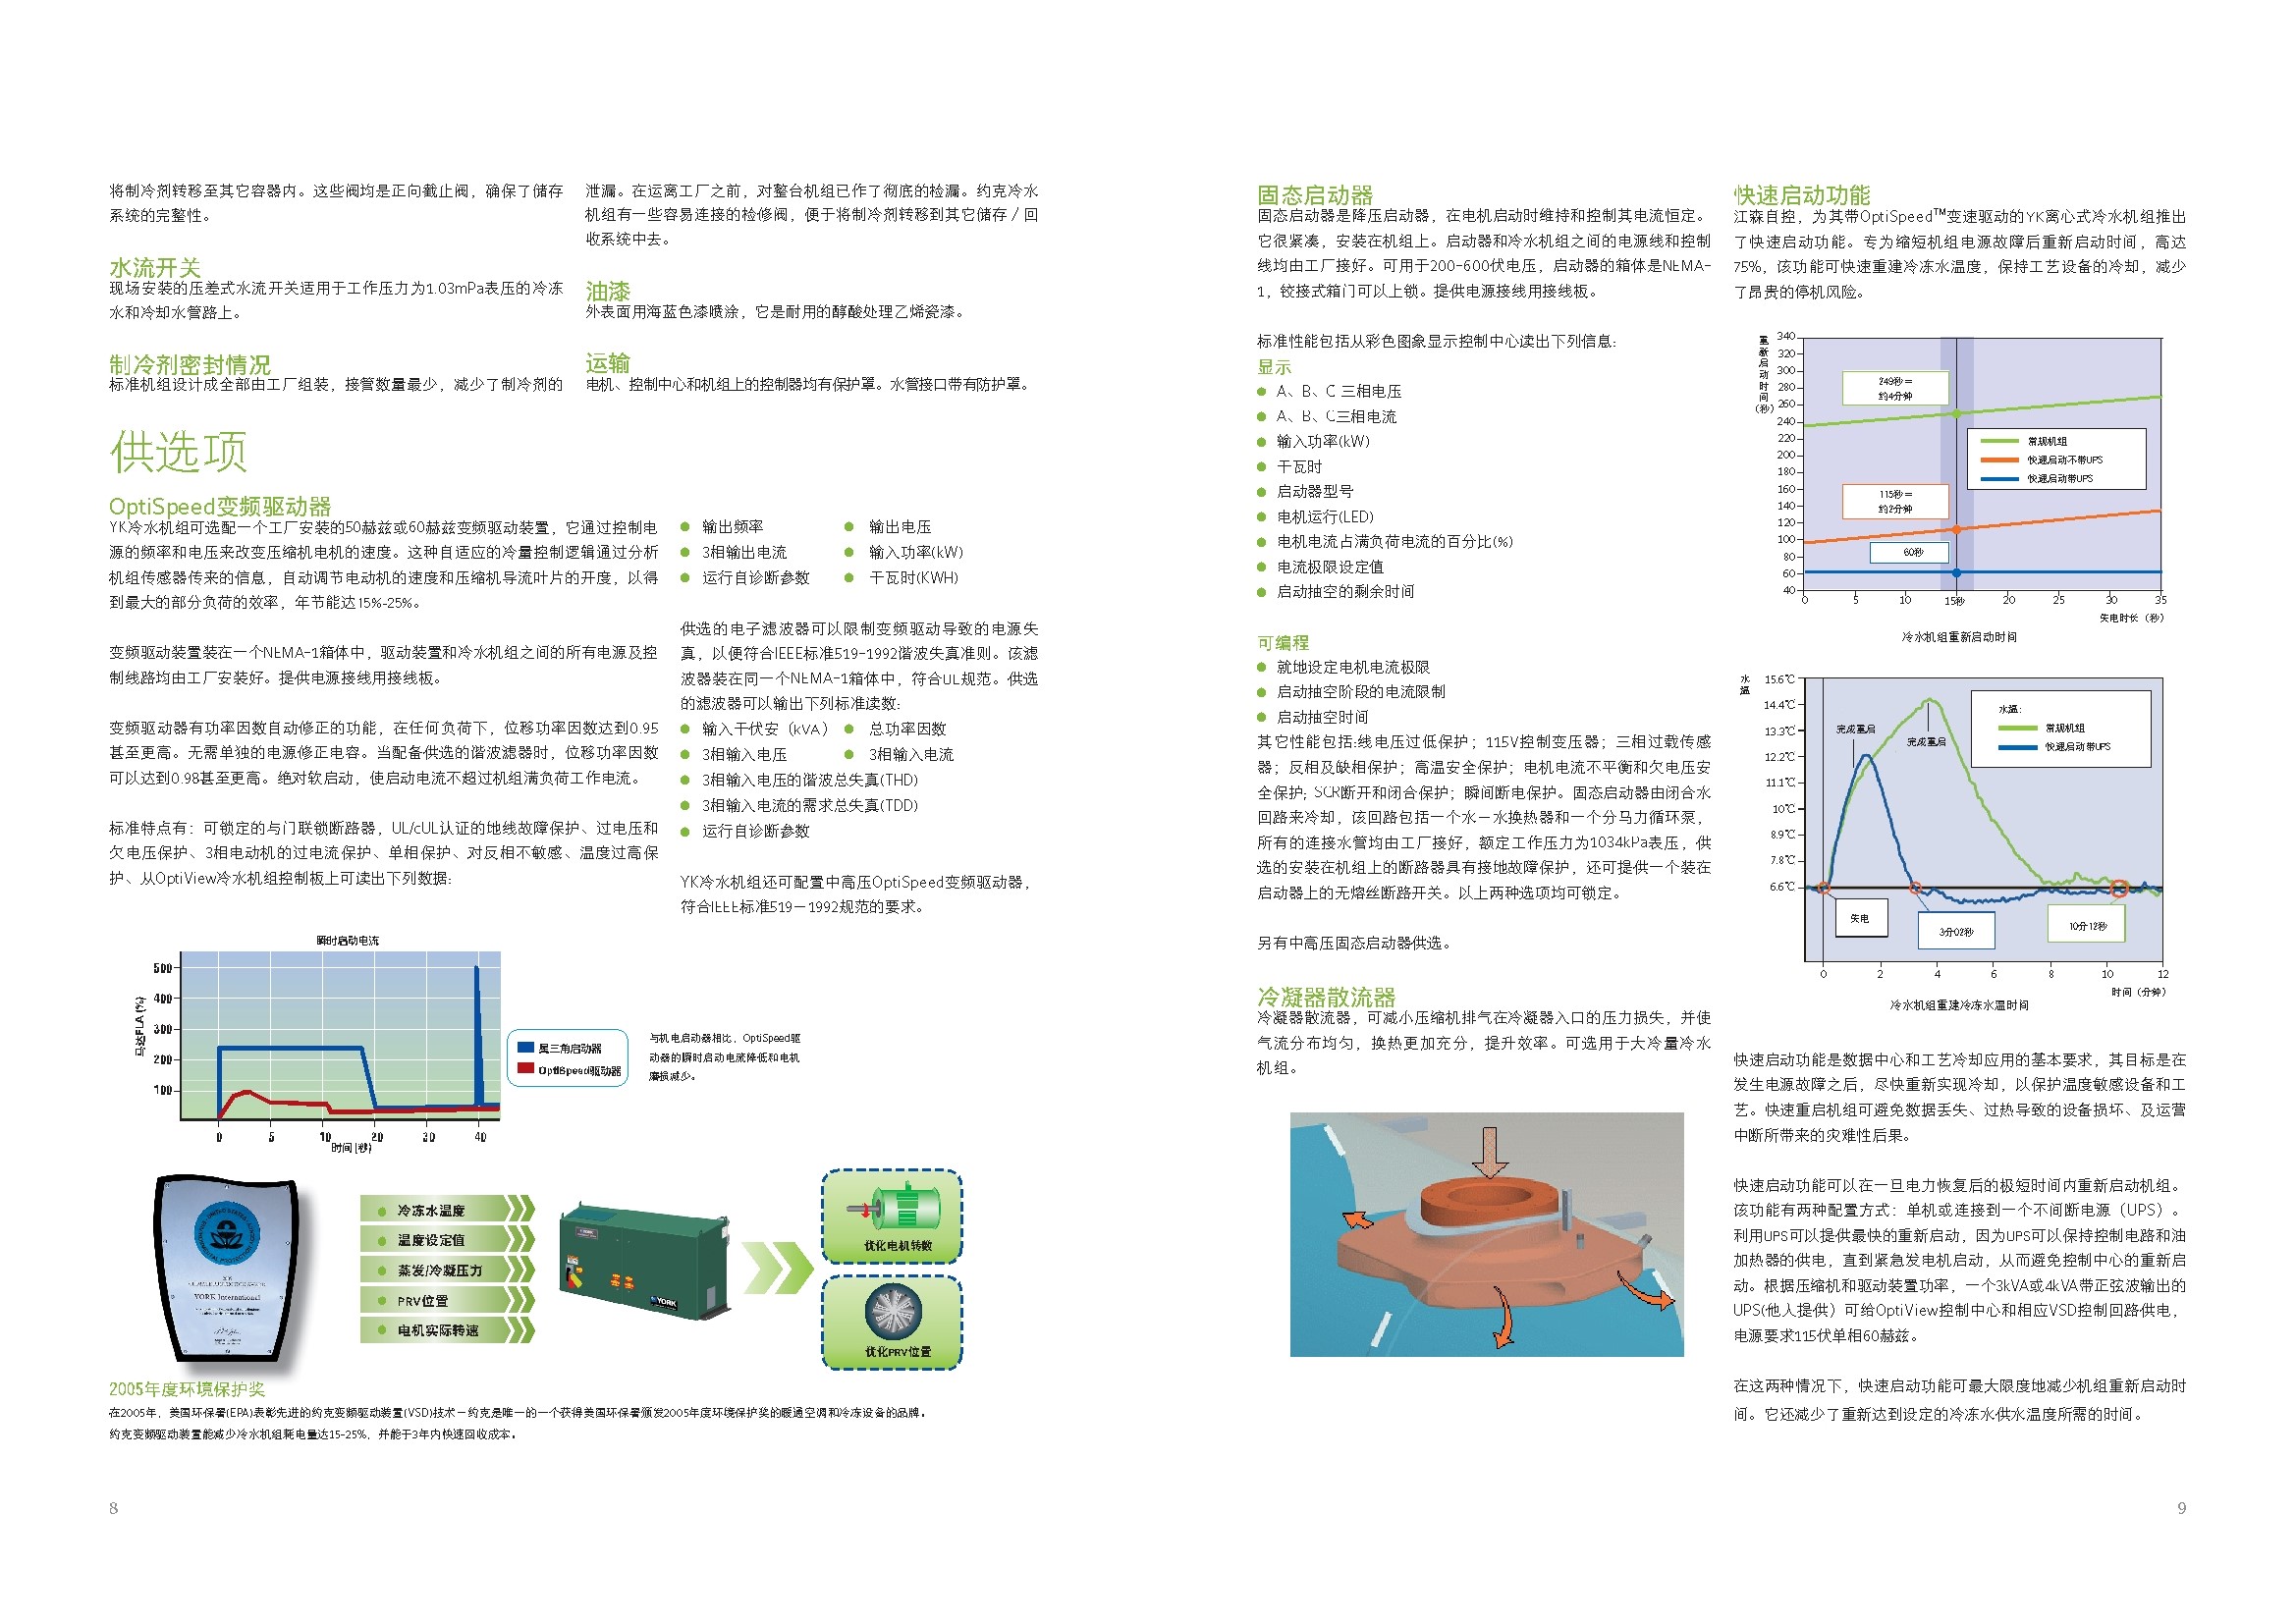 将制冷剂转移至其它容器内。这些阀均是正向截止阀，确保了储存
系统的完整性。
水流开关
现场安装的压差式水流开关适用于工作压力为1.03mPa表压的冷冻
水和冷却水管路上。
制冷剂密封情况
标准机组设计成全部由工厂组装，接管数量最少，减少了制冷剂的
泄漏。在运离工厂之前，对整台机组已作了彻底的检漏。约克冷水
机组有一些容易连接的检修阀，便于将制冷剂转移到其它储存／回
收系统中去。
油漆
外表面用海蓝色漆喷涂，它是耐用的醇酸处理乙烯瓷漆。
运输
电机、控制中心和机组上的控制器均有保护罩。水管接口带有防护罩。
供选项
OptiSpeed变频驱动器
YK冷水机组可选配一个工厂安装的50赫兹或60赫兹变频驱动装置，它通过控制电
源的频率和电压来改变压缩机电机的速度。这种自适应的冷量控制逻辑通过分析
机组传感器传来的信息，自动调节电动机的速度和压缩机导流叶片的开度，以得
到最大的部分负荷的效率，年节能达15%-25%。
变频驱动装置装在一个NEMA-1箱体中，驱动装置和冷水机组之间的所有电源及控
制线路均由工厂安装好。提供电源接线用接线板。
变频驱动器有功率因数自动修正的功能，在任何负荷下，位移功率因数达到0.95
甚至更高。无需单独的电源修正电容。当配备供选的谐波滤器时，位移功率因数
可以达到0.98甚至更高。绝对软启动，使启动电流不超过机组满负荷工作电流。
标准特点有：可锁定的与门联锁断路器，UL/cUL认证的地线故障保护、过电压和
欠电压保护、3相电动机的过电流保护、单相保护、对反相不敏感、温度过高保
护、从OptiView冷水机组控制板上可读出下列数据:
● 输出频率 ● 输出电压
● 3相输出电流 ● 输入功率(kW)
● 运行自诊断参数 ● 干瓦时(KWH)
供选的电子滤波器可以限制变频驱动导致的电源失
真，以便符合IEEE标准519-1992谐波失真准则。该滤
波器装在同一个NEMA-1箱体中，符合UL规范。供选
的滤波器可以输出下列标准读数:
● 输入干伏安（kVA） ● 总功率因数
● 3相输入电压 ● 3相输入电流
● 3相输入电压的谐波总失真(THD)
● 3相输入电流的需求总失真(TDD)
● 运行自诊断参数
YK冷水机组还可配置中高压OptiSpeed变频驱动器，
符合IEEE标准519－1992规范的要求。
瞬时启动电流
马达FLA (%)
500
400
300
200
100
0 5 10 20 30 40
时间 (秒)
星三角启动器
OptiSpeed驱动器
与机电启动器相比，OptiSpeed驱
动器的瞬时启动电流降低和电机
磨损减少。
YORK International
冷冻水温度
温度设定值
蒸发/冷凝压力
PRV位置
电机实际转速
YORK
优化电机转数
优化PRV位置
2005年度环境保护奖
在2005年，美国环保署(EPA)表彰先进的约克变频驱动装置(VSD)技术－约克是唯一的一个获得美国环保署颁发2005年度环境保护奖的暖通空调和冷冻设备的品牌。
约克变频驱动装置能减少冷水机组耗电量达15-25%，并能于3年内快速回收成本。
8
固态启动器
固态启动器是降压启动器，在电机启动时维持和控制其电流恒定。
它很紧凑，安装在机组上。启动器和冷水机组之间的电源线和控制
线均由工厂接好。可用于200-600伏电压，启动器的箱体是NEMA-
1，铰接式箱门可以上锁。提供电源接线用接线板。
标准性能包括从彩色图象显示控制中心读出下列信息:
显示
● A、B、C 三相电压
● A、B、C三相电流
● 输入功率(kW)
● 干瓦时
● 启动器型号
● 电机运行(LED)
● 电机电流占满负荷电流的百分比(%)
● 电流极限设定值
● 启动抽空的剩余时间
可编程
● 就地设定电机电流极限
● 启动抽空阶段的电流限制
● 启动抽空时间
其它性能包括:线电压过低保护；115V控制变压器；三相过载传感
器；反相及缺相保护；高温安全保护；电机电流不平衡和欠电压安
全保护; SCR断开和闭合保护；瞬间断电保护。固态启动器由闭合水
回路来冷却，该回路包括一个水－水换热器和一个分马力循环泵，
所有的连接水管均由工厂接好，额定工作压力为1034kPa表压，供
选的安装在机组上的断路器具有接地故障保护，还可提供一个装在
启动器上的无熔丝断路开关。以上两种选项均可锁定。
另有中高压固态启动器供选。
冷凝器散流器
冷凝器散流器，可减小压缩机排气在冷凝器入口的压力损失，并使
气流分布均匀，换热更加充分，提升效率。可选用于大冷量冷水
机组。
快速启动功能
江森自控，为其带OptiSpeed™变速驱动的YK离心式冷水机组推出
了快速启动功能。专为缩短机组电源故障后重新启动时间，高达
75%，该功能可快速重建冷冻水温度，保持工艺设备的冷却，减少
了昂贵的停机风险。
重新启动时间（秒）
340
320
300
280
260
240
220
200
180
160
140
120
100
80
60
40
249秒＝
约4分钟
115秒＝
约2分钟
60秒
常规机组
快速启动不带UPS
快速启动带UPS
0 5 10 15秒 20 25 30 35
失电时长（秒）
冷水机组重新启动时间
水温
15.6℃
14.4℃
13.3℃
12.2℃
11.1℃
10℃
8.9℃
7.8℃
6.6℃
完成重启
完成重启
水温:
常规机组
快速启动带UPS
失电
3分02秒
10分12秒
0 2 4 6 8 10 12
时间（分钟）
冷水机组重建冷冻水温时间
快速启动功能是数据中心和工艺冷却应用的基本要求，其目标是在
发生电源故障之后，尽快重新实现冷却，以保护温度敏感设备和工
艺。快速重启机组可避免数据丢失、过热导致的设备损坏、及运营
中断所带来的灾难性后果。
快速启动功能可以在一旦电力恢复后的极短时间内重新启动机组。
该功能有两种配置方式：单机或连接到一个不间断电源（UPS）。
利用UPS可以提供最快的重新启动，因为UPS可以保持控制电路和油
加热器的供电，直到紧急发电机启动，从而避免控制中心的重新启
动。根据压缩机和驱动装置功率，一个3kVA或4kVA带正弦波输出的
UPS(他人提供）可给OptiView控制中心和相应VSD控制回路供电，
电源要求115伏单相60赫兹。
在这两种情况下，快速启动功能可最大限度地减少机组重新启动时
间。它还减少了重新达到设定的冷冻水供水温度所需的时间。
9